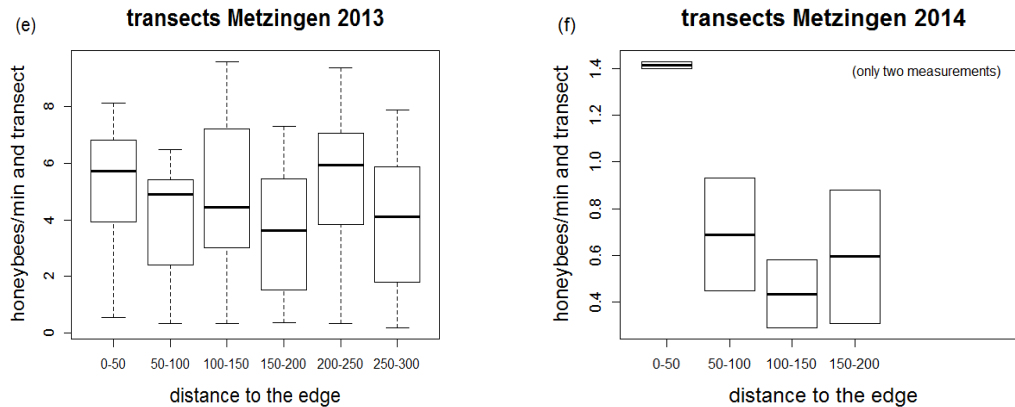 (e)
transects Metzingen 2013
honeybees/min and transect
8
6
4
2
0
0-50 50-100 100-150 150-200 200-250 250-300
distance to the edge
(f)
transects Metzingen 2014
(only two measurements)
honeybees/min and transect
1.4
1.2
1.0
0.8
0.6
0.4
0-50 50-100 100-150 150-200
distance to the edge